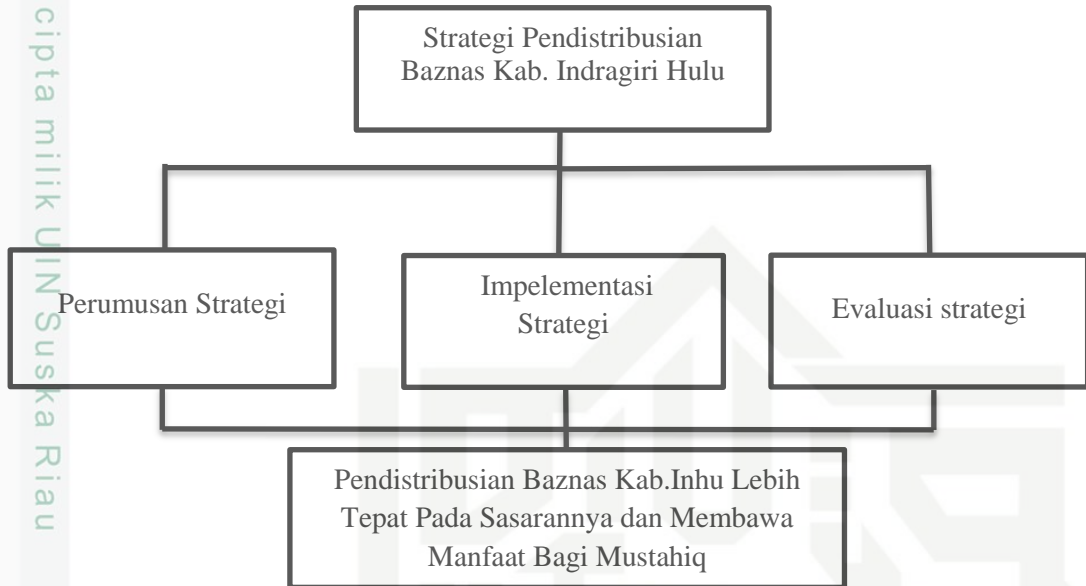 Strategi Pendistribusian
Baznas Kab. Indragiri Hulu
Perumusan Strategi
Impelementasi
Strategi
Evaluasi strategi
Pendistribusian Baznas Kab.Inhu Lebih
Tepat Pada Sasarannya dan Membawa
Manfaat Bagi Mustahiq
cipta milik UIN Suska Riau